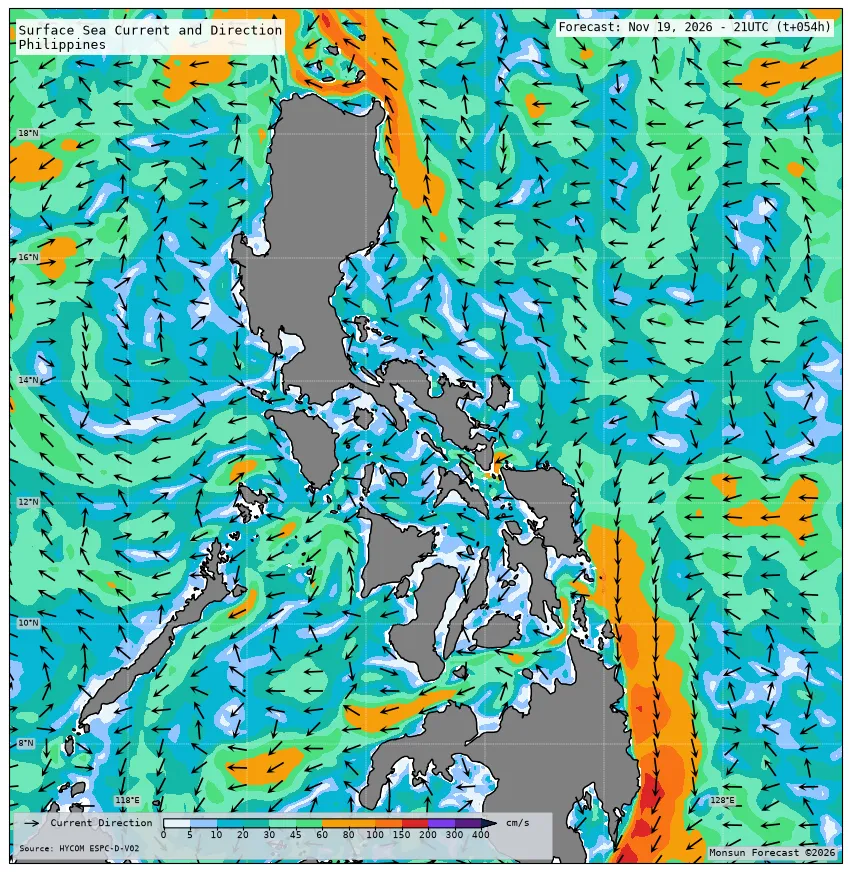 Surface Sea Current and Direction
Philippines
Forecast: Nov 19, 2026 - 21UTC (t+054h)
18°N
16°N
14°N
12°N
10°N
8°N
118°E
128°E
Current Direction
0 5 10 20 30 45 60 80 100 150 200 300 400
cm/s
Source: HYCOM ESPC-D-V02
Monsun Forecast ©2026